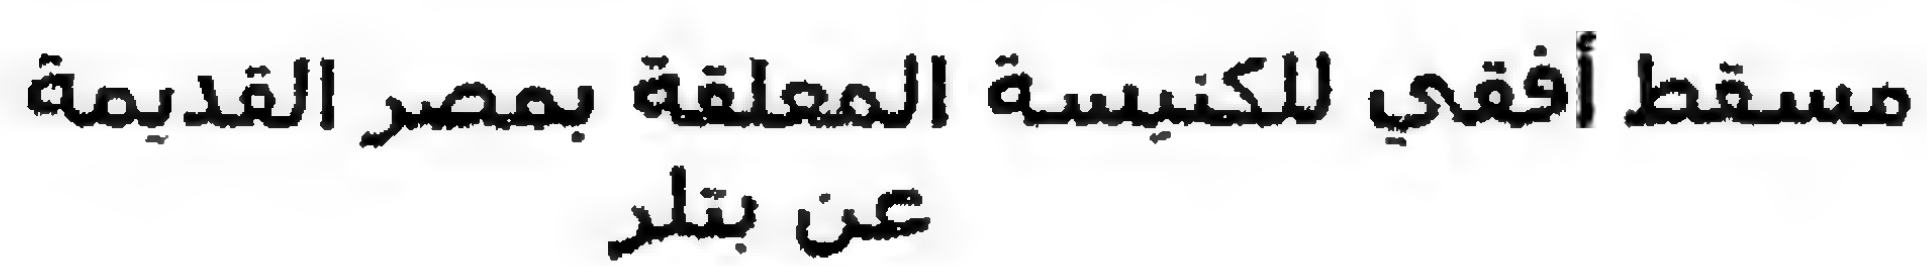 مسقط أفقي للكنيسة المعلقة بمصر القديمة
عن بتلر